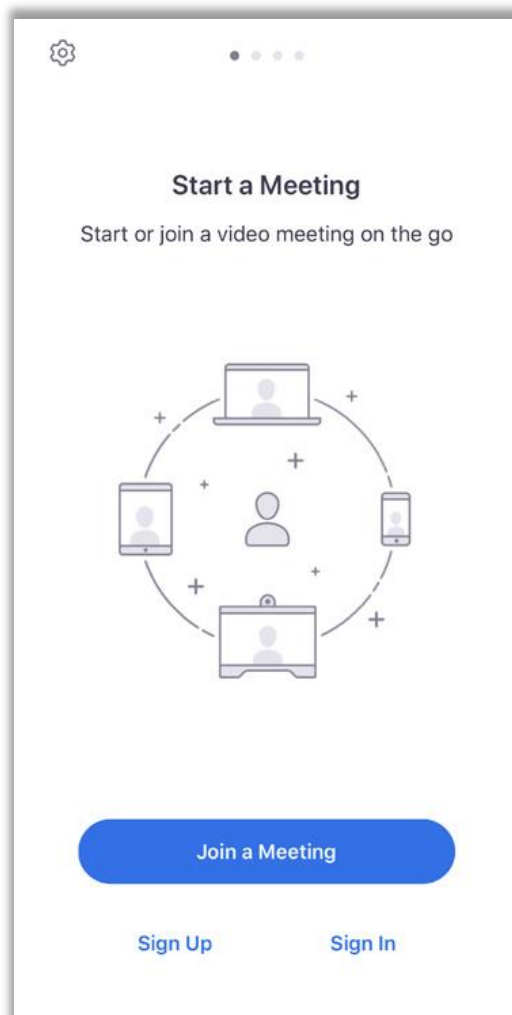 Start a Meeting
Start or join a video meeting on the go
Join a Meeting
Sign Up
Sign In